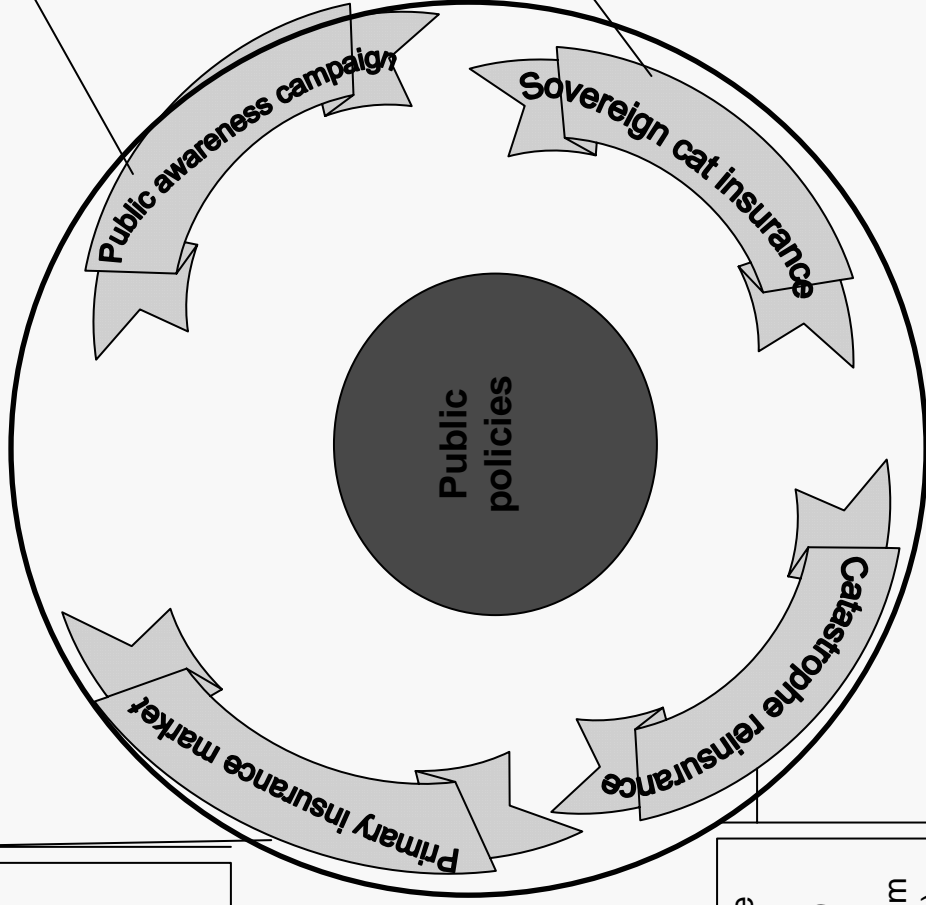 Public awareness campaign
Sovereign cat insurance
Public
policies
Catastrophe reinsurance
Primary insurance market